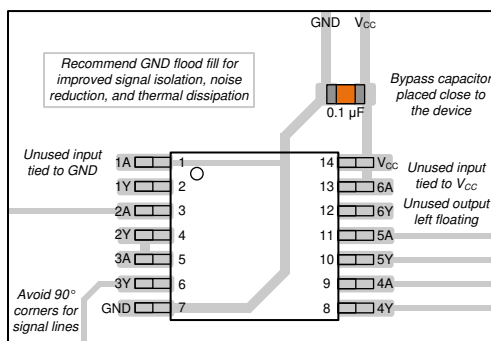 GND VCC
Recommend GND flood fill for
improved signal isolation, noise
reduction, and thermal dissipation
Bypass capacitor
placed close to
the device
0.1 µF
Unused input
tied to GND
1A 1 14 VCC
1Y 2 13 6A
2A 3 12 6Y
2Y 4 11 5A
3A 5 10 5Y
3Y 6 9 4A
GND 7 8 4Y
Unused input
tied to VCC
Unused output
left floating
Avoid 90°
corners for
signal lines